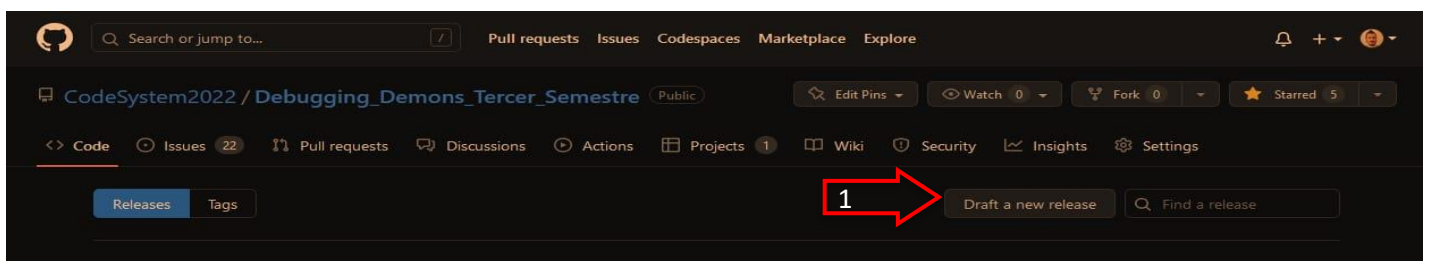 Search or jump to... / Pull requests Issues Codespaces Marketplace Explore +
CodeSystem2022 / Debugging_Demons_Tercer_Semestre Public Edit Pins Watch 0 Fork 0 Starred 5
<> Code Issues 22 Pull requests Discussions Actions Projects 1 Wiki Security Insights Settings
Releases Tags 1 Draft a new release Find a release